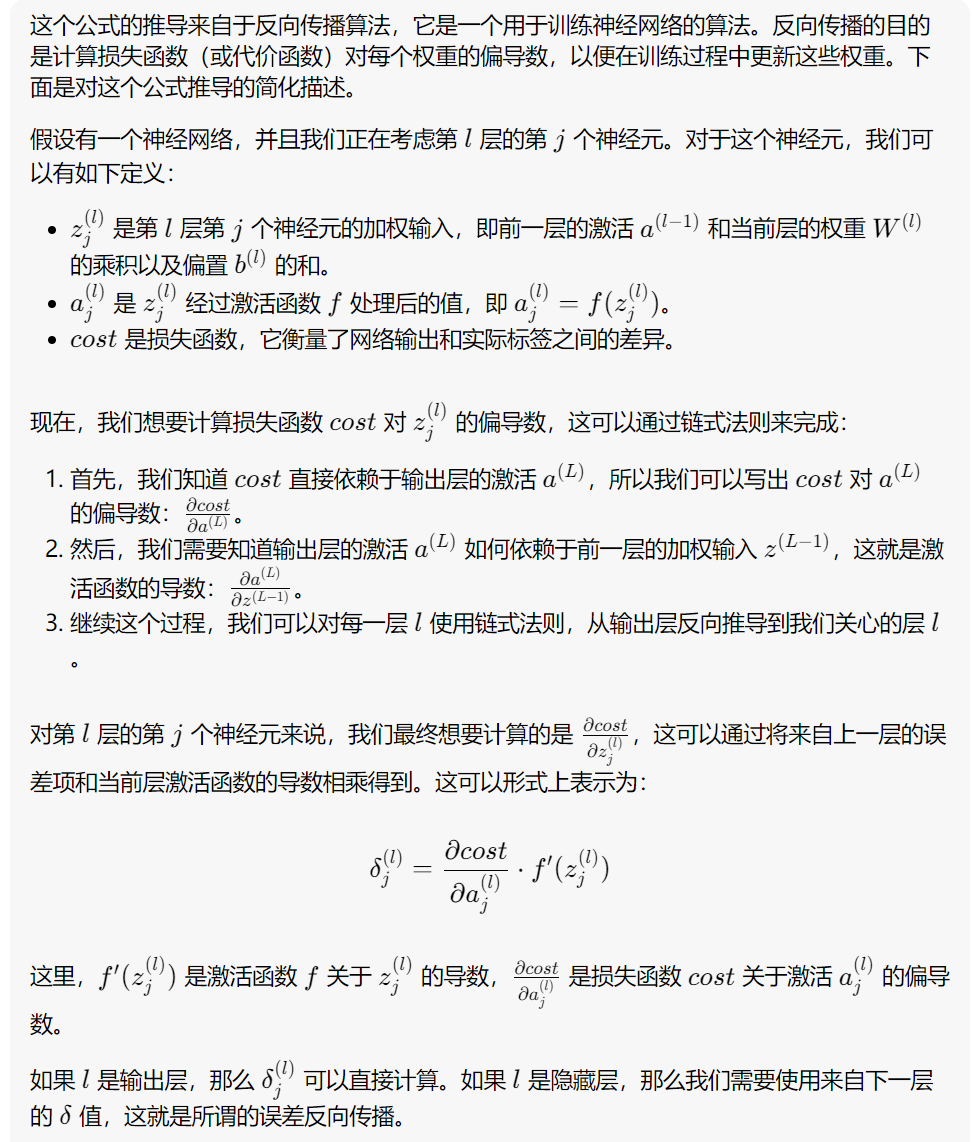 这个公式的推导来自于反向传播算法，它是一个用于训练神经网络的算法。反向传播的目的
是计算损失函数（或代价函数）对每个权重的偏导数，以便在训练过程中更新这些权重。下
面是对这个公式推导的简化描述。
假设有一个神经网络，并且我们正在考虑第 $l$ 层的第 $j$ 个神经元。对于这个神经元，我们可
以有如下定义：
• $z_j^{(l)}$ 是第 $l$ 层第 $j$ 个神经元的加权输入，即前一层的激活 $a^{(l-1)}$ 和当前层的权重 $W^{(l)}$
的乘积以及偏置 $b^{(l)}$ 的和。
• $a_j^{(l)}$ 是 $z_j^{(l)}$ 经过激活函数 $f$ 处理后的值，即 $a_j^{(l)} = f(z_j^{(l)})$。
• $cost$ 是损失函数，它衡量了网络输出和实际标签之间的差异。
现在，我们想要计算损失函数 $cost$ 对 $z_j^{(l)}$ 的偏导数，这可以通过链式法则来完成：
1. 首先，我们知道 $cost$ 直接依赖于输出层的激活 $a^{(L)}$，所以我们可以写出 $cost$ 对 $a^{(L)}$
的偏导数：$\frac{\partial cost}{\partial a^{(L)}}$。
2. 然后，我们需要知道输出层的激活 $a^{(L)}$ 如何依赖于前一层的加权输入 $z^{(L-1)}$，这就是激
活函数的导数：$\frac{\partial a^{(L)}}{\partial z^{(L-1)}}$。
3. 继续这个过程，我们可以对每一层 $l$ 使用链式法则，从输出层反向推导到我们关心的层 $l$
。
对第 $l$ 层的第 $j$ 个神经元来说，我们最终想要计算的是 $\frac{\partial cost}{\partial z_j^{(l)}}$，这可以通过将来自上一层的误
差项和当前层激活函数的导数相乘得到。这可以形式上表示为：
$\delta_j^{(l)} = \frac{\partial cost}{\partial a_j^{(l)}} \cdot f'(z_j^{(l)})$
这里，$f'(z_j^{(l)})$ 是激活函数 $f$ 关于 $z_j^{(l)}$ 的导数，$\frac{\partial cost}{\partial a_j^{(l)}}$ 是损失函数 $cost$ 关于激活 $a_j^{(l)}$ 的偏导
数。
如果 $l$ 是输出层，那么 $\delta_j^{(l)}$ 可以直接计算。如果 $l$ 是隐藏层，那么我们需要使用来自下一层
的 $\delta$ 值，这就是所谓的误差反向传播。